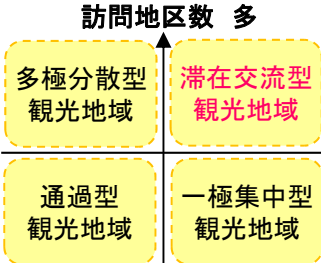 訪問地区数 多
多極分散型
観光地域
滞在交流型
観光地域
通過型
観光地域
一極集中型
観光地域